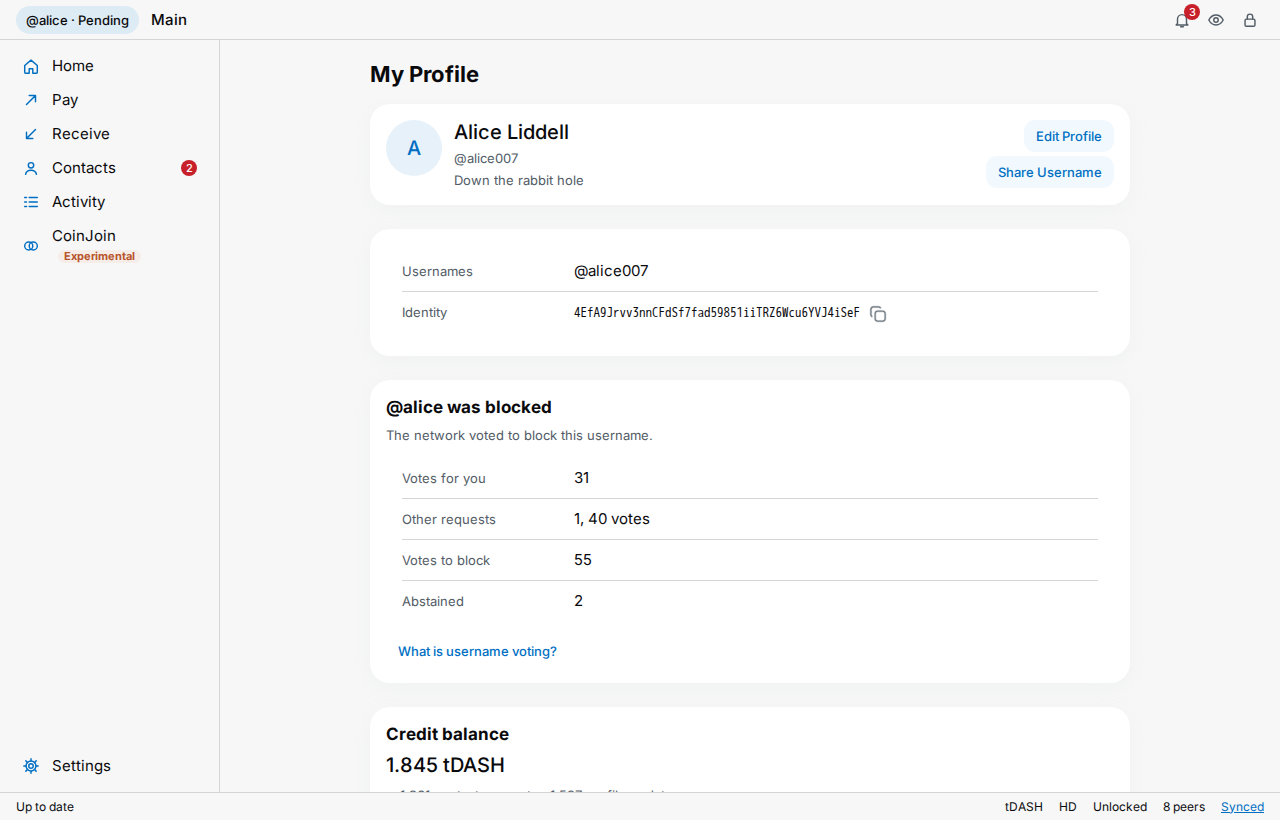 @alice · Pending
Main
3
Home
Pay
Receive
Contacts
2
Activity
CoinJoin
Experimental
Settings
My Profile
A
Alice Liddell
@alice007
Down the rabbit hole
Edit Profile
Share Username
Usernames @alice007
Identity 4EfA9Jrvv3nnCFdSf7fad59851iiTRZ6Wcu6YVJ4iSeF
@alice was blocked
The network voted to block this username.
Votes for you 31
Other requests 1, 40 votes
Votes to block 55
Abstained 2
What is username voting?
Credit balance
1.845 tDASH
Up to date
tDASH
HD
Unlocked
8 peers
Synced